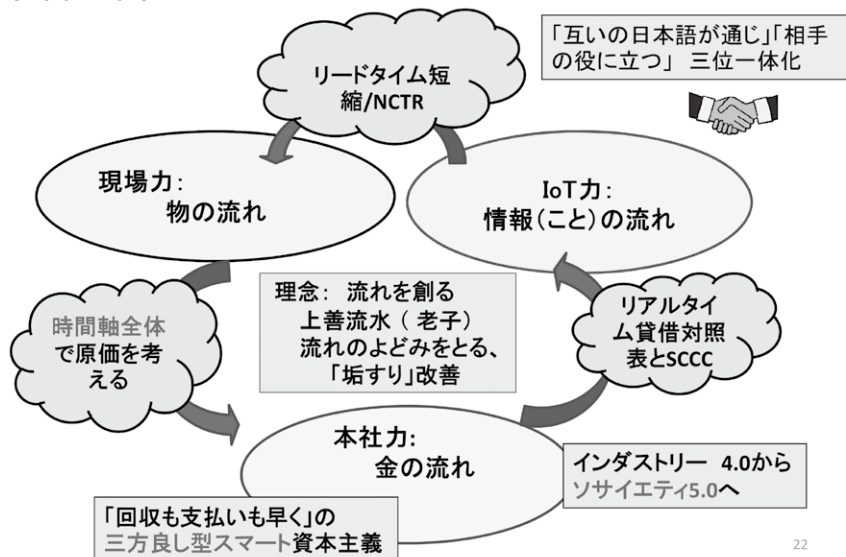 「互いの日本語が通じ」「相手
の役に立つ」 三位一体化
リードタイム短
縮/NCTR
現場力:
物の流れ
IoT力:
情報(こと)の流れ
理念: 流れを創る
上善流水(老子)
流れのよどみをとる、
「垢すり」改善
時間軸全体
で原価を考
える
リアルタイ
ム貸借対照
表とSCCC
本社力:
金の流れ
インダストリー 4.0から
ソサイエティ5.0へ
「回収も支払いも早く」の
三方良し型スマート資本主義
22